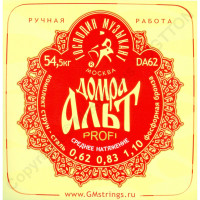 РУЧНАЯ РАБОТА
ГОСПОДИН МУЗЫКАНТ
54,5кг DA62
МОСКВА
ДОМРА
АЛЬТ
PROFI
СРЕДНЕЕ НАТЯЖЕНИЕ
0,62 0,83 1,10
www.GMstrings.ru